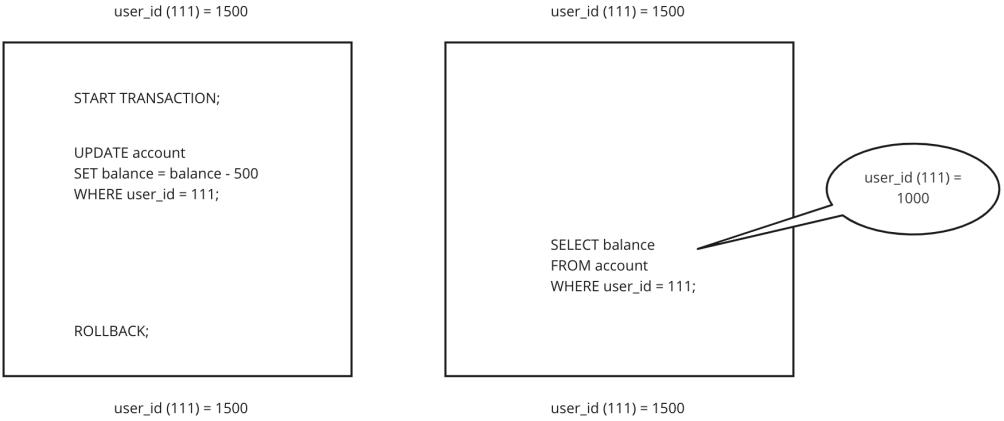 user_id (111) = 1500
START TRANSACTION;
UPDATE account
SET balance = balance - 500
WHERE user_id = 111;
ROLLBACK;
user_id (111) = 1500
user_id (111) = 1500
SELECT balance
FROM account
WHERE user_id = 111;
user_id (111) =
1000
user_id (111) = 1500